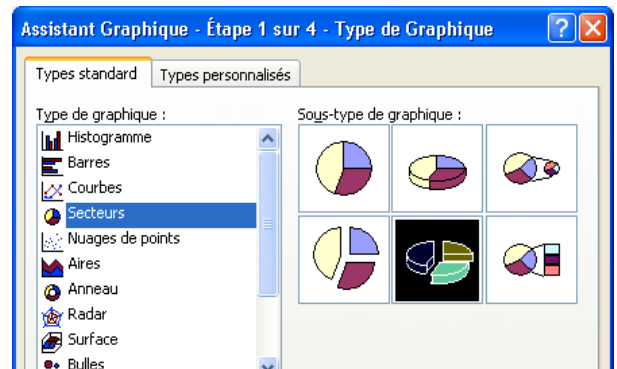 Assistant Graphique - Étape 1 sur 4 - Type de Graphique
Types standard
Types personnalisés
Type de graphique :
Sous-type de graphique :
Histogramme
Barres
Courbes
Secteurs
Nuages de points
Aires
Anneau
Radar
Surface
Bulles